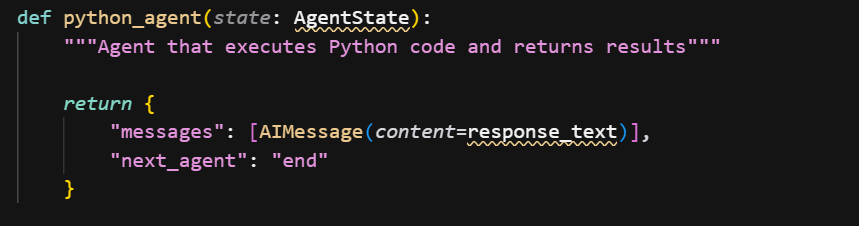 def python_agent(state: AgentState):
    """Agent that executes Python code and returns results"""
    return {
        "messages": [AIMessage(content=response_text)],
        "next_agent": "end"
    }